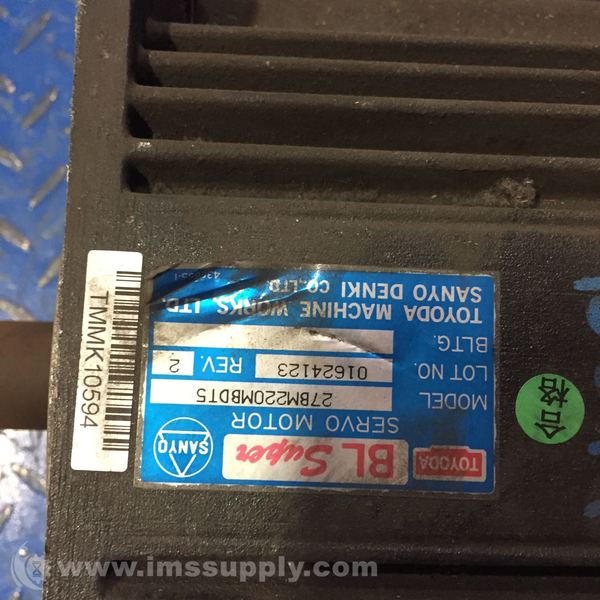 TOYODA
BL Super
SANYO
SERVO MOTOR
MODEL 27BM220MBDT5
LOT NO. 01624123 REV. 2
BLTG.
TOYODA MACHINE WORKS, LTD.
SANYO DENKI CO., LTD.
TMMK10594
合格
www.imssupply.com